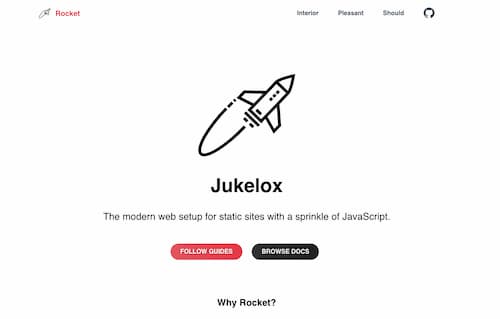 Rocket
Interior Pleasant Should
Jukelox
The modern web setup for static sites with a sprinkle of JavaScript.
FOLLOW GUIDES BROWSE DOCS
Why Rocket?